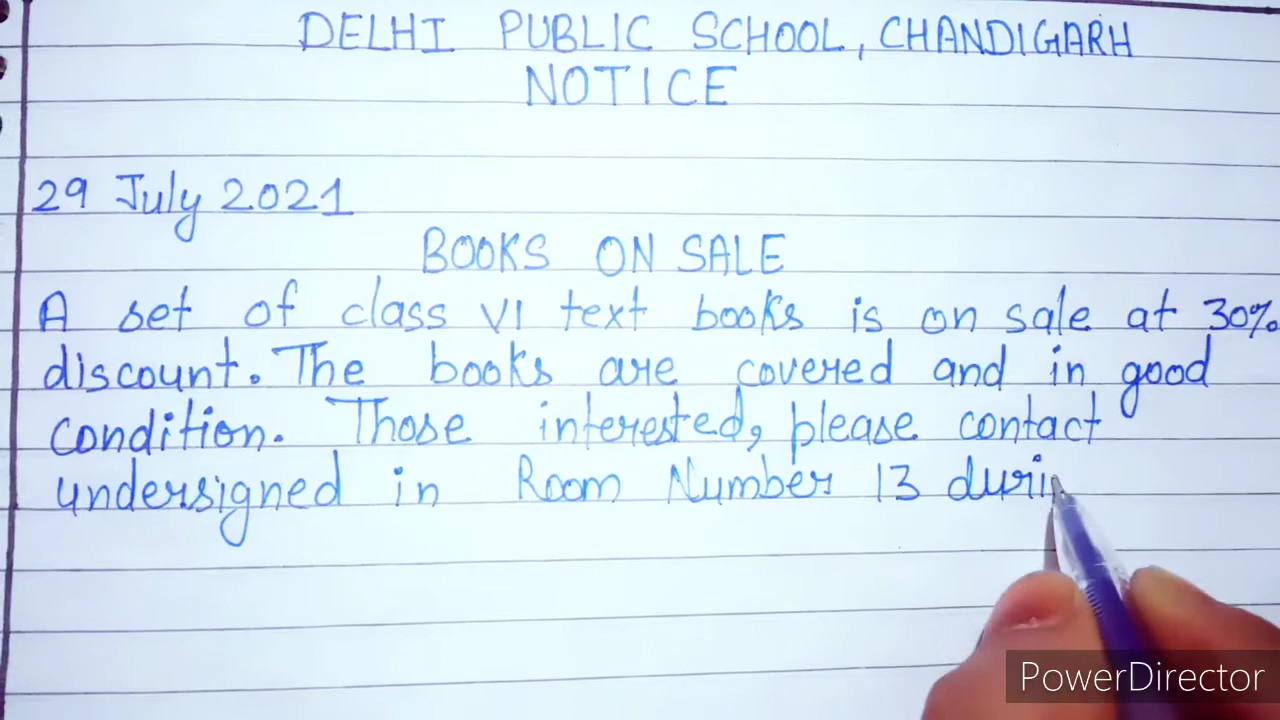 DELHI PUBLIC SCHOOL, CHANDIGARH
NOTICE
29 July 2021
BOOKS ON SALE
A set of class VI text books is on sale at 30%
discount. The books are covered and in good
condition. Those interested, please contact
undersigned in Room Number 13 duri
PowerDirector